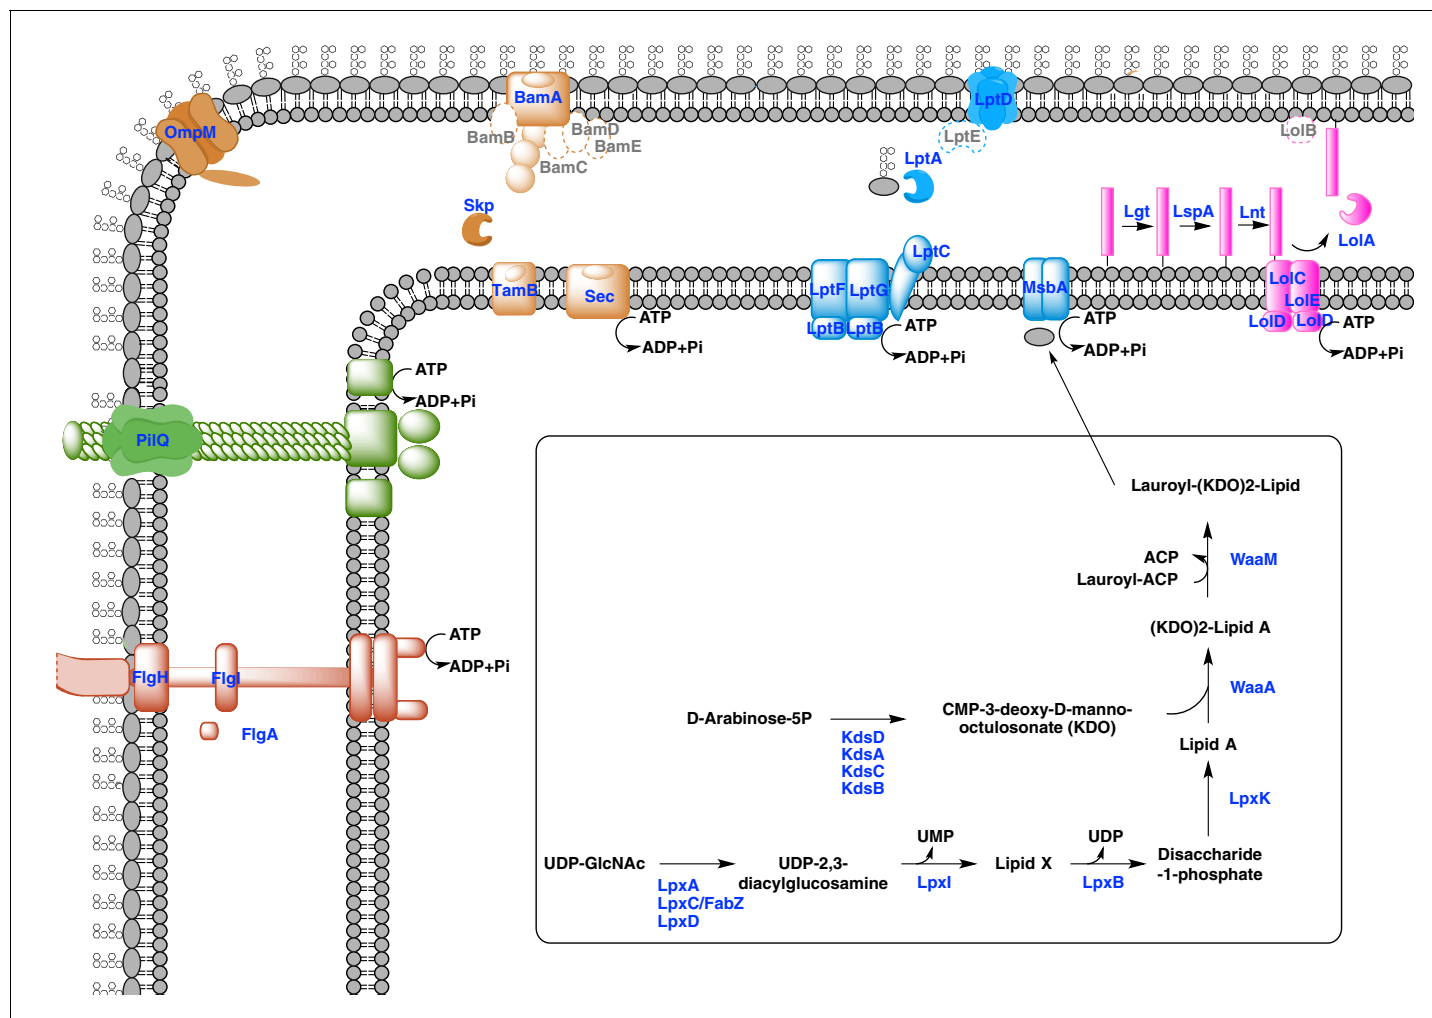 BamA
LptD
OmpM
BamB
BamD
BamE
BamC
LptE
LolB
LptA
Skp
Lgt
LspA
Lnt
LolA
LptC
TamB
Sec
LptF
LptG
MsbA
LolC
LolE
LptB
LptB
LolD
LolD
ATP
ADP+Pi
ATP
ADP+Pi
ATP
ADP+Pi
ATP
ADP+Pi
ATP
ADP+Pi
PilQ
Lauroyl-(KDO)2-Lipid
ACP
Lauroyl-ACP
WaaM
(KDO)2-Lipid A
ATP
ADP+Pi
FlgH
FlgI
FlgA
WaaA
D-Arabinose-5P
KdsD
KdsA
KdsC
KdsB
CMP-3-deoxy-D-manno-
octulosonate (KDO)
Lipid A
LpxK
UDP-GlcNAc
LpxA
LpxC/FabZ
LpxD
UDP-2,3-
diacylglucosamine
UMP
LpxI
Lipid X
UDP
LpxB
Disaccharide
-1-phosphate